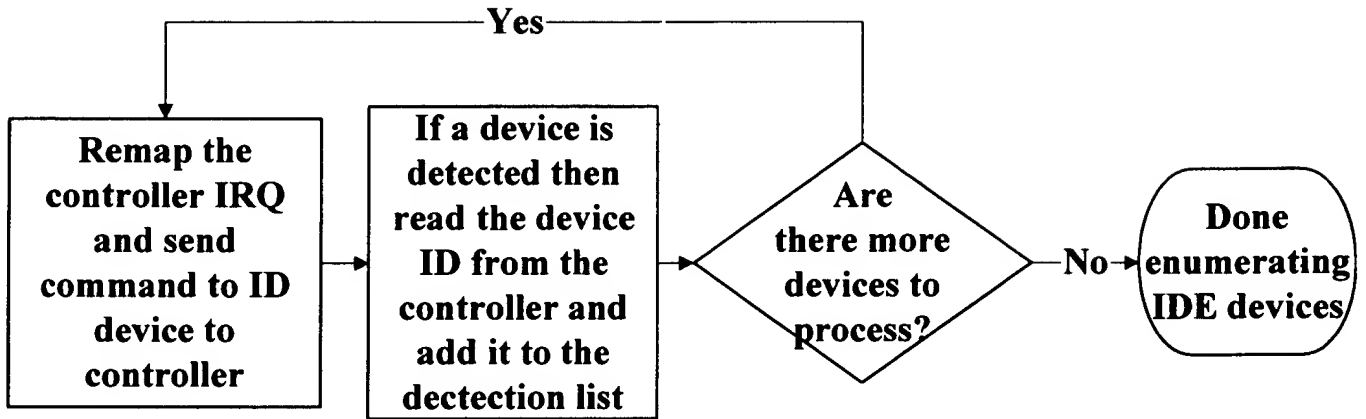 Yes
Remap the
controller IRQ
and send
command to ID
device to
controller
If a device is
detected then
read the device
ID from the
controller and
add it to the
dectection list
Are
there more
devices to
process?
No
Done
enumerating
IDE devices